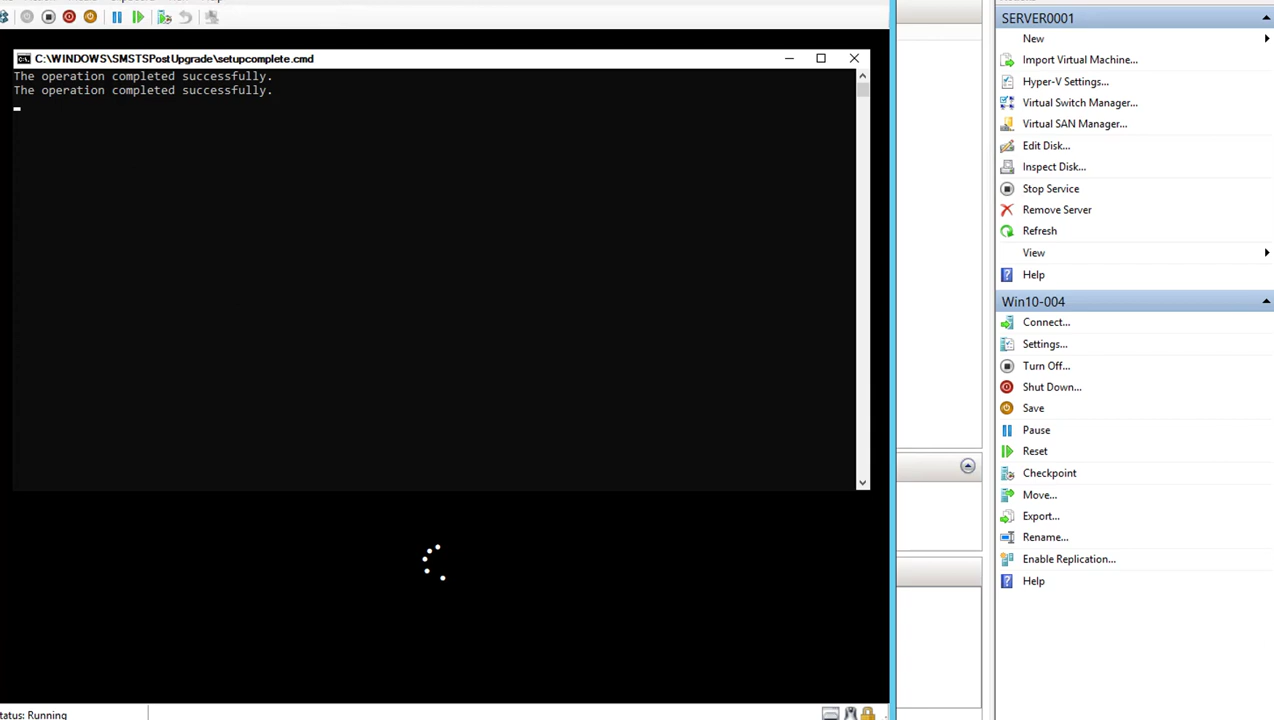 C:\WINDOWS\SMSTSPostUpgrade\setupcomplete.cmd
The operation completed successfully.
The operation completed successfully.
tatus: Running
SERVER0001
New
Import Virtual Machine...
Hyper-V Settings...
Virtual Switch Manager...
Virtual SAN Manager...
Edit Disk...
Inspect Disk...
Stop Service
Remove Server
Refresh
View
Help
Win10-004
Connect...
Settings...
Turn Off...
Shut Down...
Save
Pause
Reset
Checkpoint
Move...
Export...
Rename...
Enable Replication...
Help